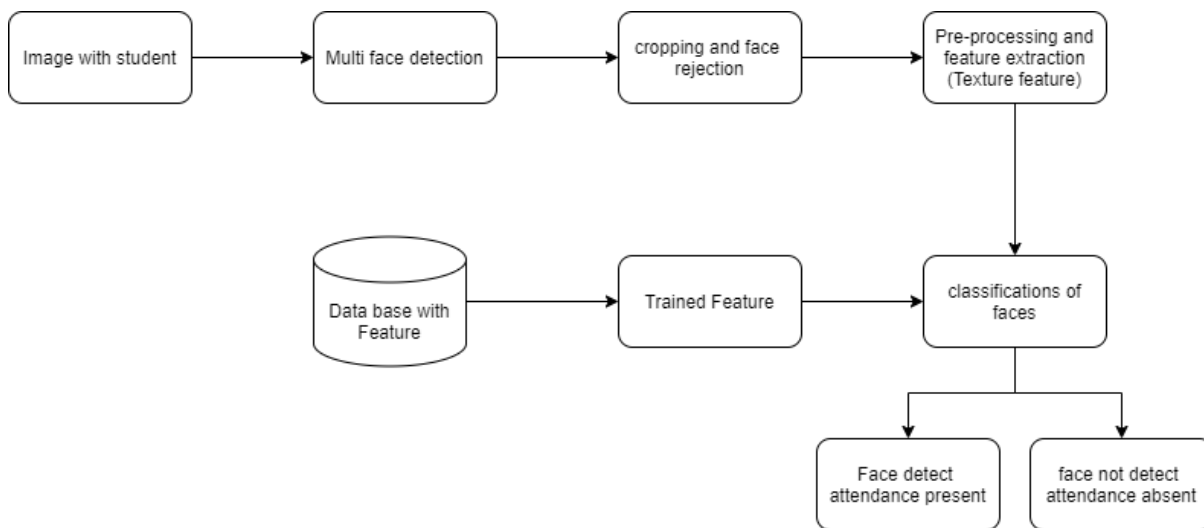 Image with student
Multi face detection
cropping and face
rejection
Pre-processing and
feature extraction
(Texture feature)
Data base with
Feature
Trained Feature
classifications of
faces
Face detect
attendance present
face not detect
attendance absent